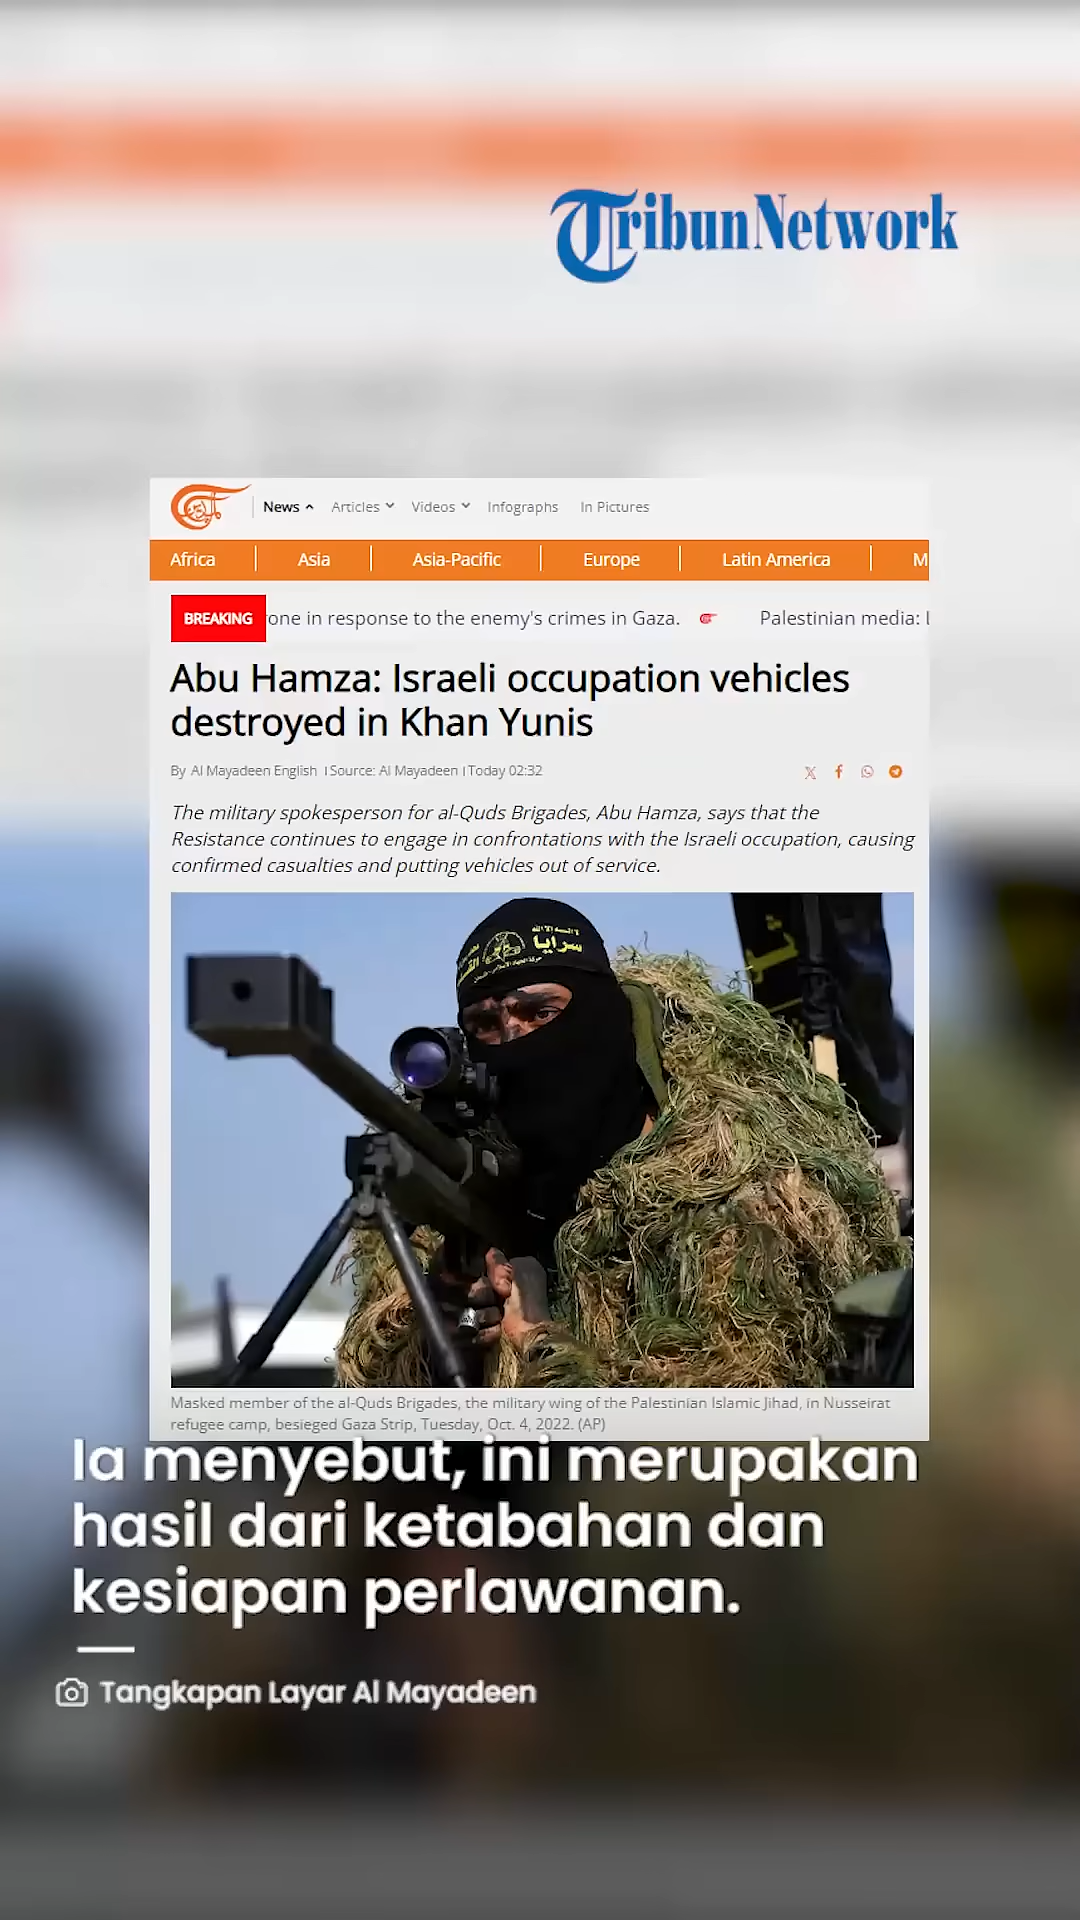 TribunNetwork
News Articles Videos Infographs In Pictures
Africa Asia Asia-Pacific Europe Latin America
BREAKING in response to the enemy's crimes in Gaza. Palestinian media:
Abu Hamza: Israeli occupation vehicles
destroyed in Khan Yunis
By Al Mayadeen English | Source: Al Mayadeen | Today 02:32
The military spokesperson for al-Quds Brigades, Abu Hamza, says that the
Resistance continues to engage in confrontations with the Israeli occupation, causing
confirmed casualties and putting vehicles out of service.
سرايا
Masked member of the al-Quds Brigades, the military wing of the Palestinian Islamic Jihad, in Nusseirat
refugee camp, besieged Gaza Strip, Tuesday, Oct. 4, 2022. (AP)
Ia menyebut, ini merupakan
hasil dari ketabahan dan
kesiapan perlawanan.
Tangkapan Layar Al Mayadeen